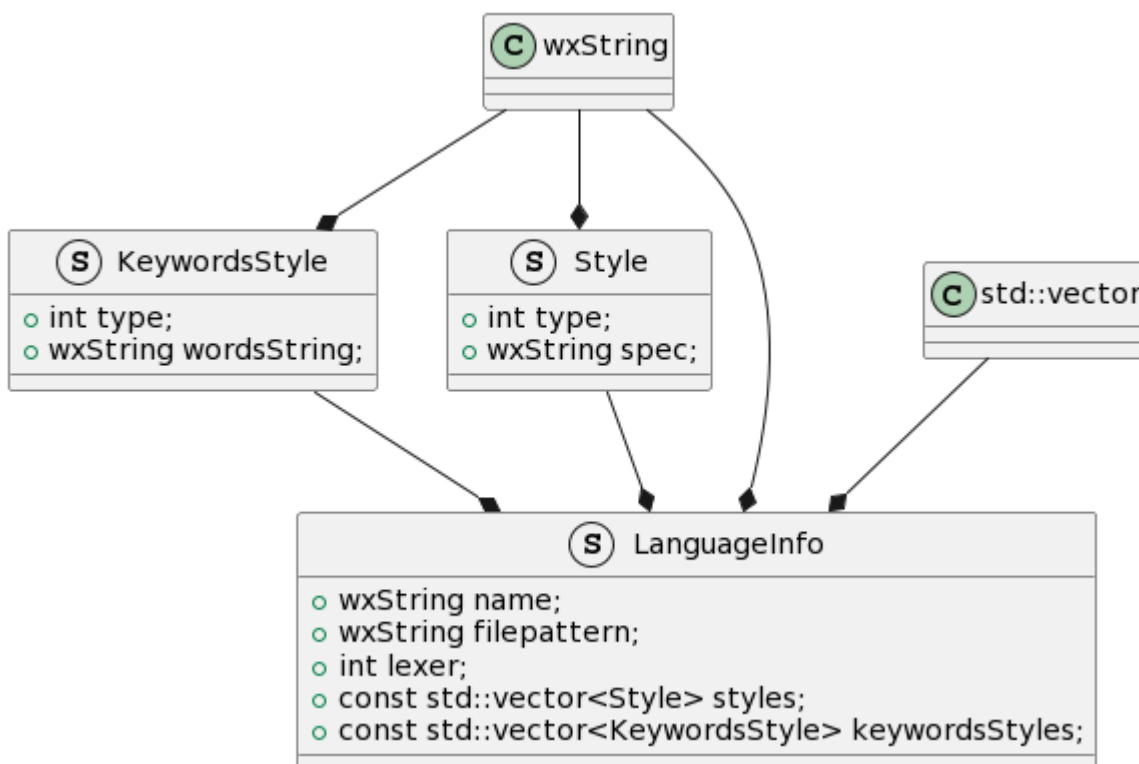 C wxString
S KeywordsStyle
int type;
wxString wordsString;
S Style
int type;
wxString spec;
C std::vector
S LanguageInfo
wxString name;
wxString filepattern;
int lexer;
const std::vector<Style> styles;
const std::vector<KeywordsStyle> keywordsStyles;